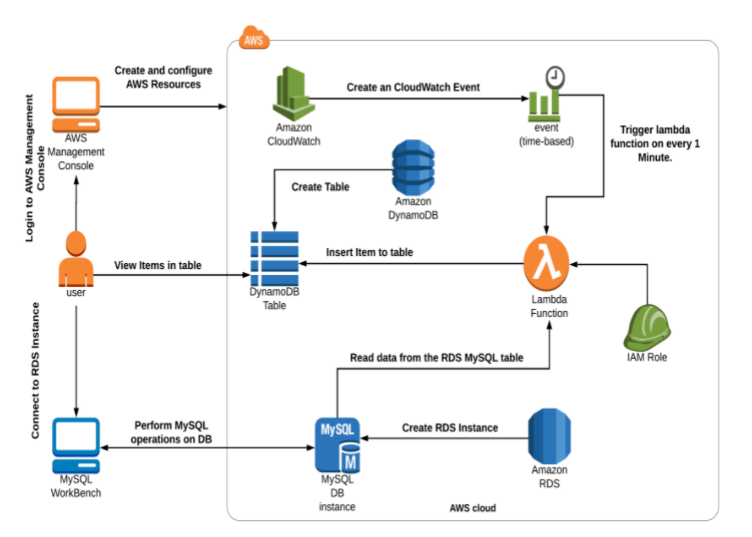 AWS
Create and configure
AWS Resources
Create an CloudWatch Event
AWS
Management
Console
Amazon
CloudWatch
event
(time-based)
Trigger lambda
function on every 1
Minute.
Login to AWS Management
Console
Create Table
Amazon
DynamoDB
View Items in table
Insert Item to table
user
DynamoDB
Table
λ
Lambda
Function
IAM Role
Connect to RDS Instance
Read data from the RDS MySQL table
Perform MySQL
operations on DB
MySQL
M
Create RDS Instance
MySQL
WorkBench
MySQL
DB
instance
Amazon
RDS
AWS cloud